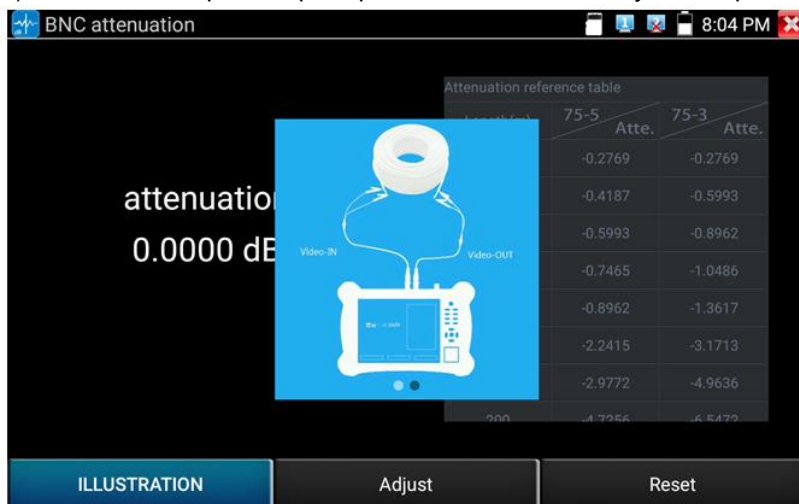 BNC attenuation
8:04 PM
Attenuation reference table
75-5 Atte. 75-3 Atte.
-0.2769 -0.2769
attenuation
-0.4187 -0.5993
0.0000 dB
-0.5993 -0.8962
Video-IN Video-OUT
-0.7465 -1.0486
-0.8962 -1.3617
-2.2415 -3.1713
-2.9772 -4.9636
200 -4.7256 -6.5472
ILLUSTRATION Adjust Reset